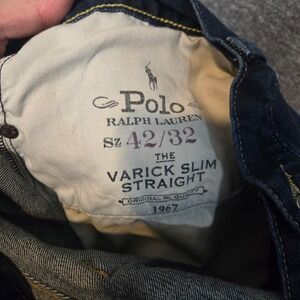 Polo
RALPH LAUREN
Sz 42/32
THE
VARICK SLIM
STRAIGHT
ORIGINAL RL QUALITY
1967